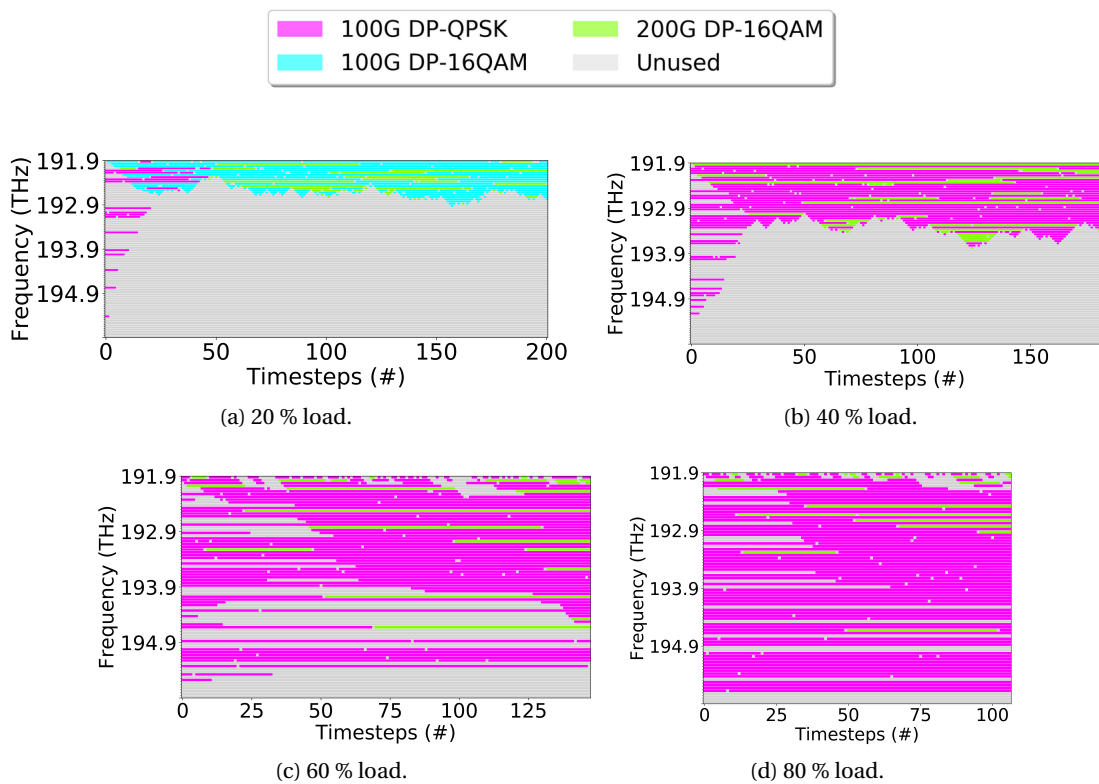 100G DP-QPSK 200G DP-16QAM
100G DP-16QAM Unused
191.9
192.9
193.9
194.9
Frequency (THz)
0 50 100 150 200
Timesteps (#)
(a) 20 % load.
191.9
192.9
193.9
194.9
Frequency (THz)
0 50 100 150
Timesteps (#)
(b) 40 % load.
191.9
192.9
193.9
194.9
Frequency (THz)
0 25 50 75 100 125
Timesteps (#)
(c) 60 % load.
191.9
192.9
193.9
194.9
Frequency (THz)
0 25 50 75 100
Timesteps (#)
(d) 80 % load.